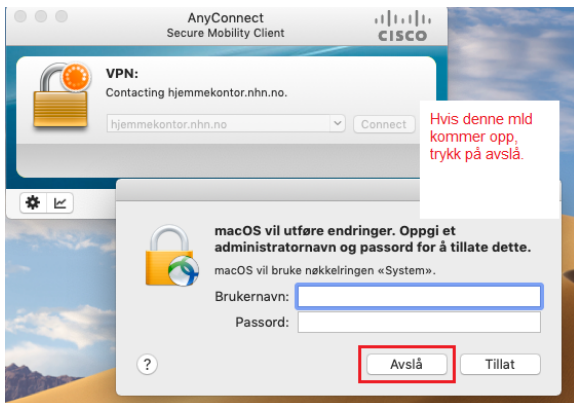 AnyConnect
Secure Mobility Client
CISCO
VPN:
Contacting hjemmekontor.nhn.no.
hjemmekontor.nhn.no
Connect
Hvis denne mld
kommer opp,
trykk på avslå.
macOS vil utføre endringer. Oppgi et
administratornavn og passord for å tillate dette.
macOS vil bruke nøkkelringen «System».
Brukernavn:
Passord:
?
Avslå
Tillat